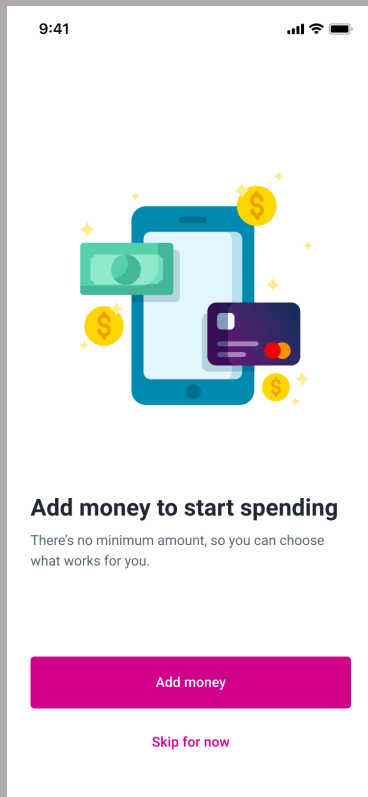 9:41
$
$
$
Add money to start spending
There's no minimum amount, so you can choose
what works for you.
Add money
Skip for now